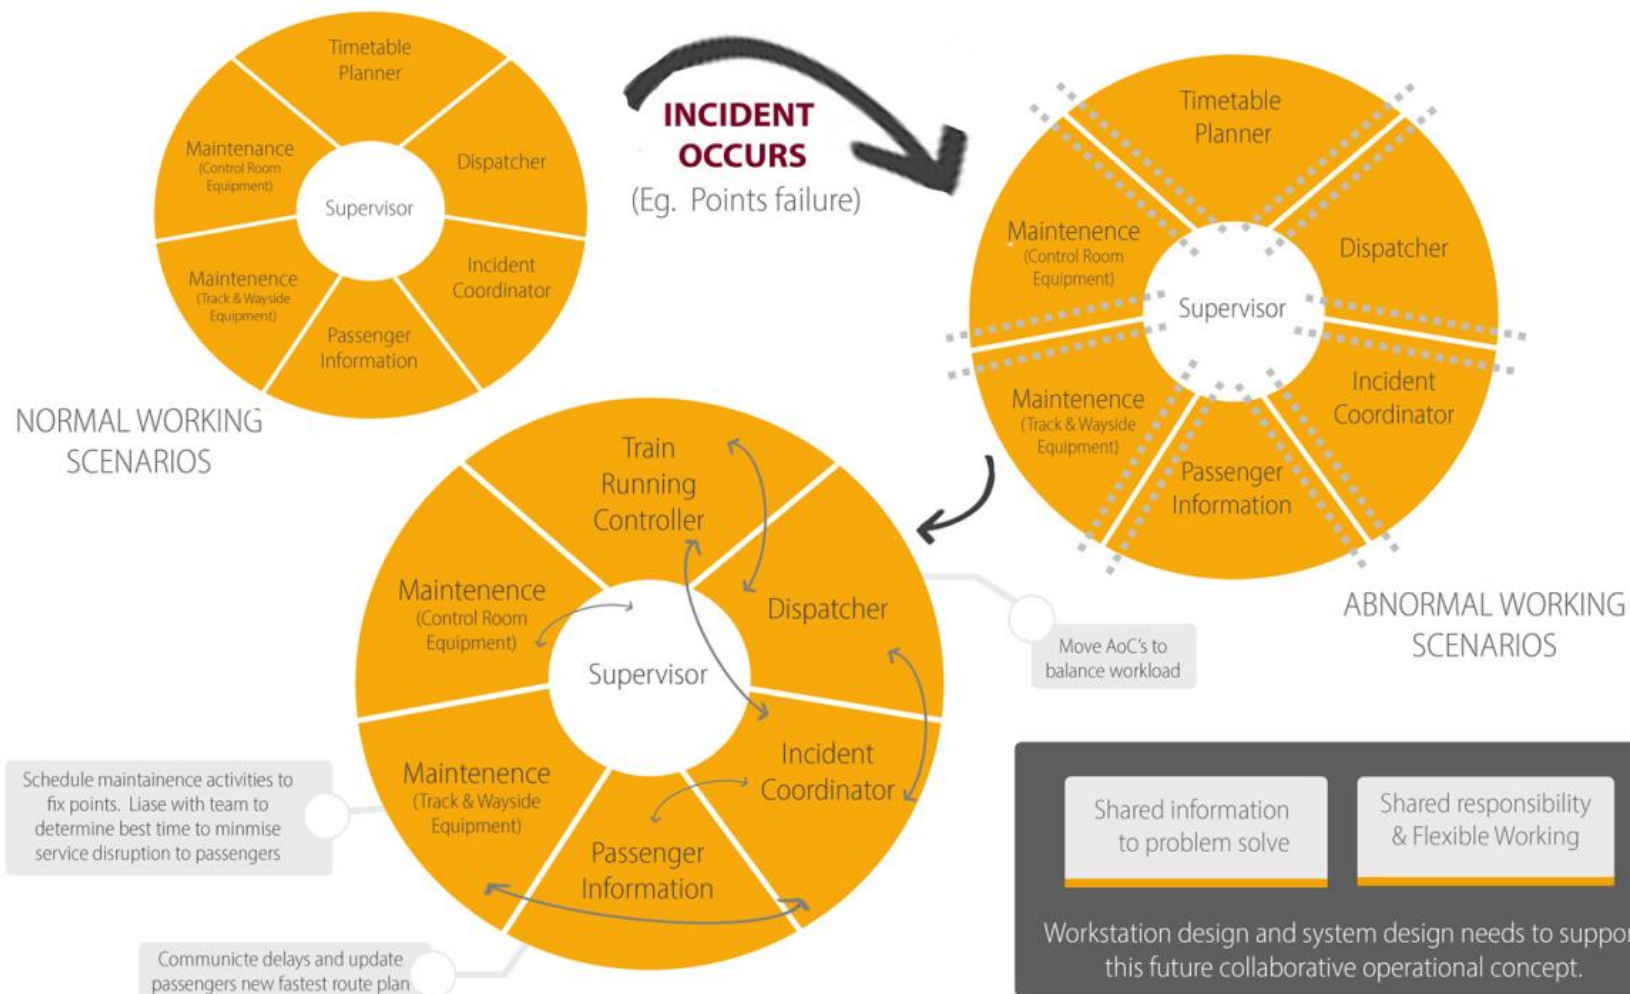 Timetable
Planner
Maintenance
(Control Room
Equipment)
Dispatcher
Supervisor
Incident
Coordinator
Maintenence
(Track & Wayside
Equipment)
Passenger
Information
NORMAL WORKING
SCENARIOS
INCIDENT
OCCURS
(Eg. Points failure)
Timetable
Planner
Maintenence
(Control Room
Equipment)
Dispatcher
Supervisor
Incident
Coordinator
Maintenence
(Track & Wayside
Equipment)
Passenger
Information
ABNORMAL WORKING
SCENARIOS
Train
Running
Controller
Maintenence
(Control Room
Equipment)
Dispatcher
Supervisor
Incident
Coordinator
Maintenence
(Track & Wayside
Equipment)
Passenger
Information
Move AoC's to
balance workload
Schedule maintainence activities to
fix points. Liase with team to
determine best time to minmise
service disruption to passengers
Communicte delays and update
passengers new fastest route plan
Shared information
to problem solve
Shared responsibility
& Flexible Working
Workstation design and system design needs to suppor
this future collaborative operational concept.